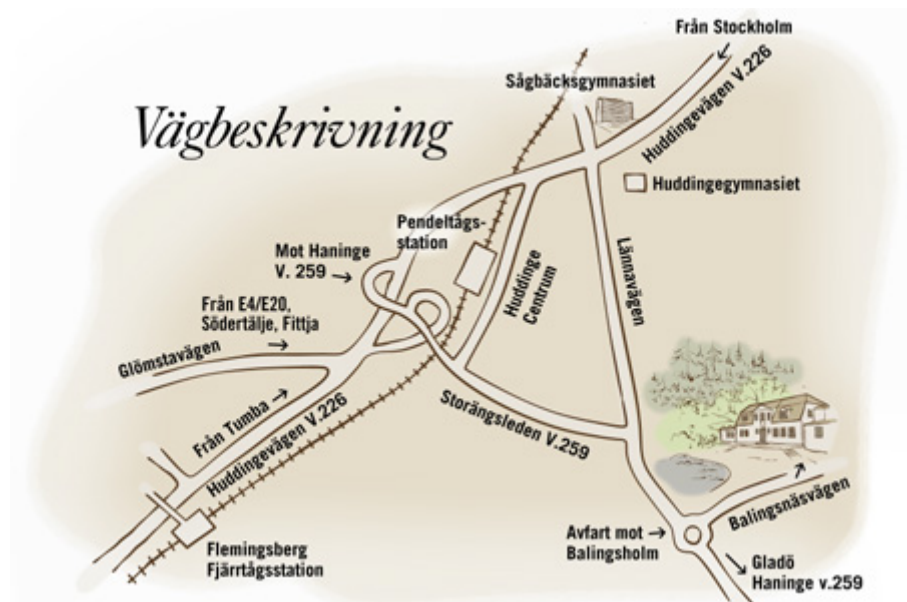 Från Stockholm
Sågbäcksgymnasiet
Huddingevägen V.226
Vägbeskrivning
Huddingegymnasiet
Pendeltågs-
station
Mot Haninge
V. 259
Huddinge
Centrum
Lännavägen
Från E4/E20,
Södertälje, Fittja
Glömstavägen
Från Tumba
Huddingevägen V.226
Storängsleden V.259
Balingsnäsvägen
Avfart mot
Balingsholm
Flemingsberg
Fjärrtågsstation
Gladö
Haninge v.259